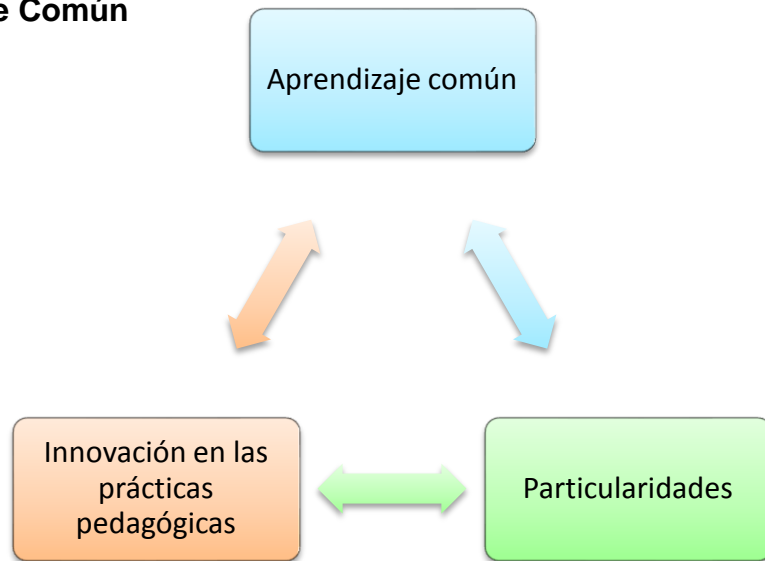 e Común
Aprendizaje común
Innovación en las
prácticas
pedagógicas
Particularidades